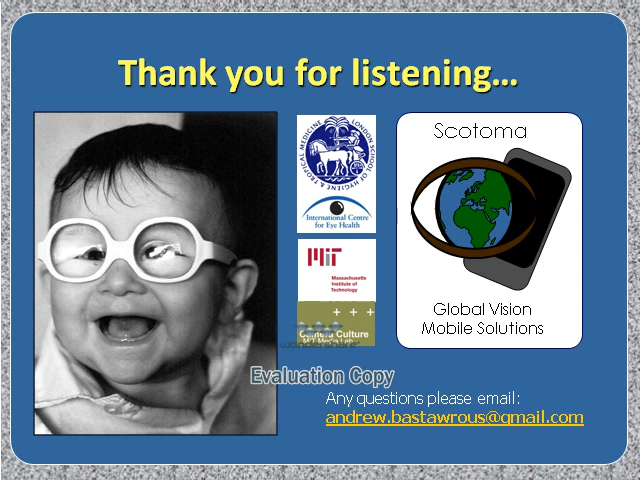 Thank you for listening...
LONDON SCHOOL OF HYGIENE & TROPICAL MEDICINE
International Centre
for Eye Health
MIT
Massachusetts
Institute of
Technology
Camera Culture
MIT Media Lab
Scotoma
Global Vision
Mobile Solutions
wondershare
Evaluation Copy
Any questions please email:
andrew.bastawrous@gmail.com